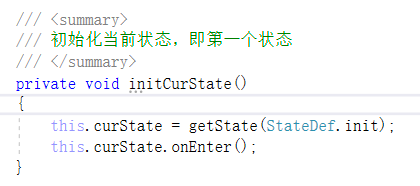 /// <summary>
/// 初始化当前状态，即第一个状态
/// </summary>
private void initCurState()
{
this.curState = getState(StateDef.init);
this.curState.onEnter();
}